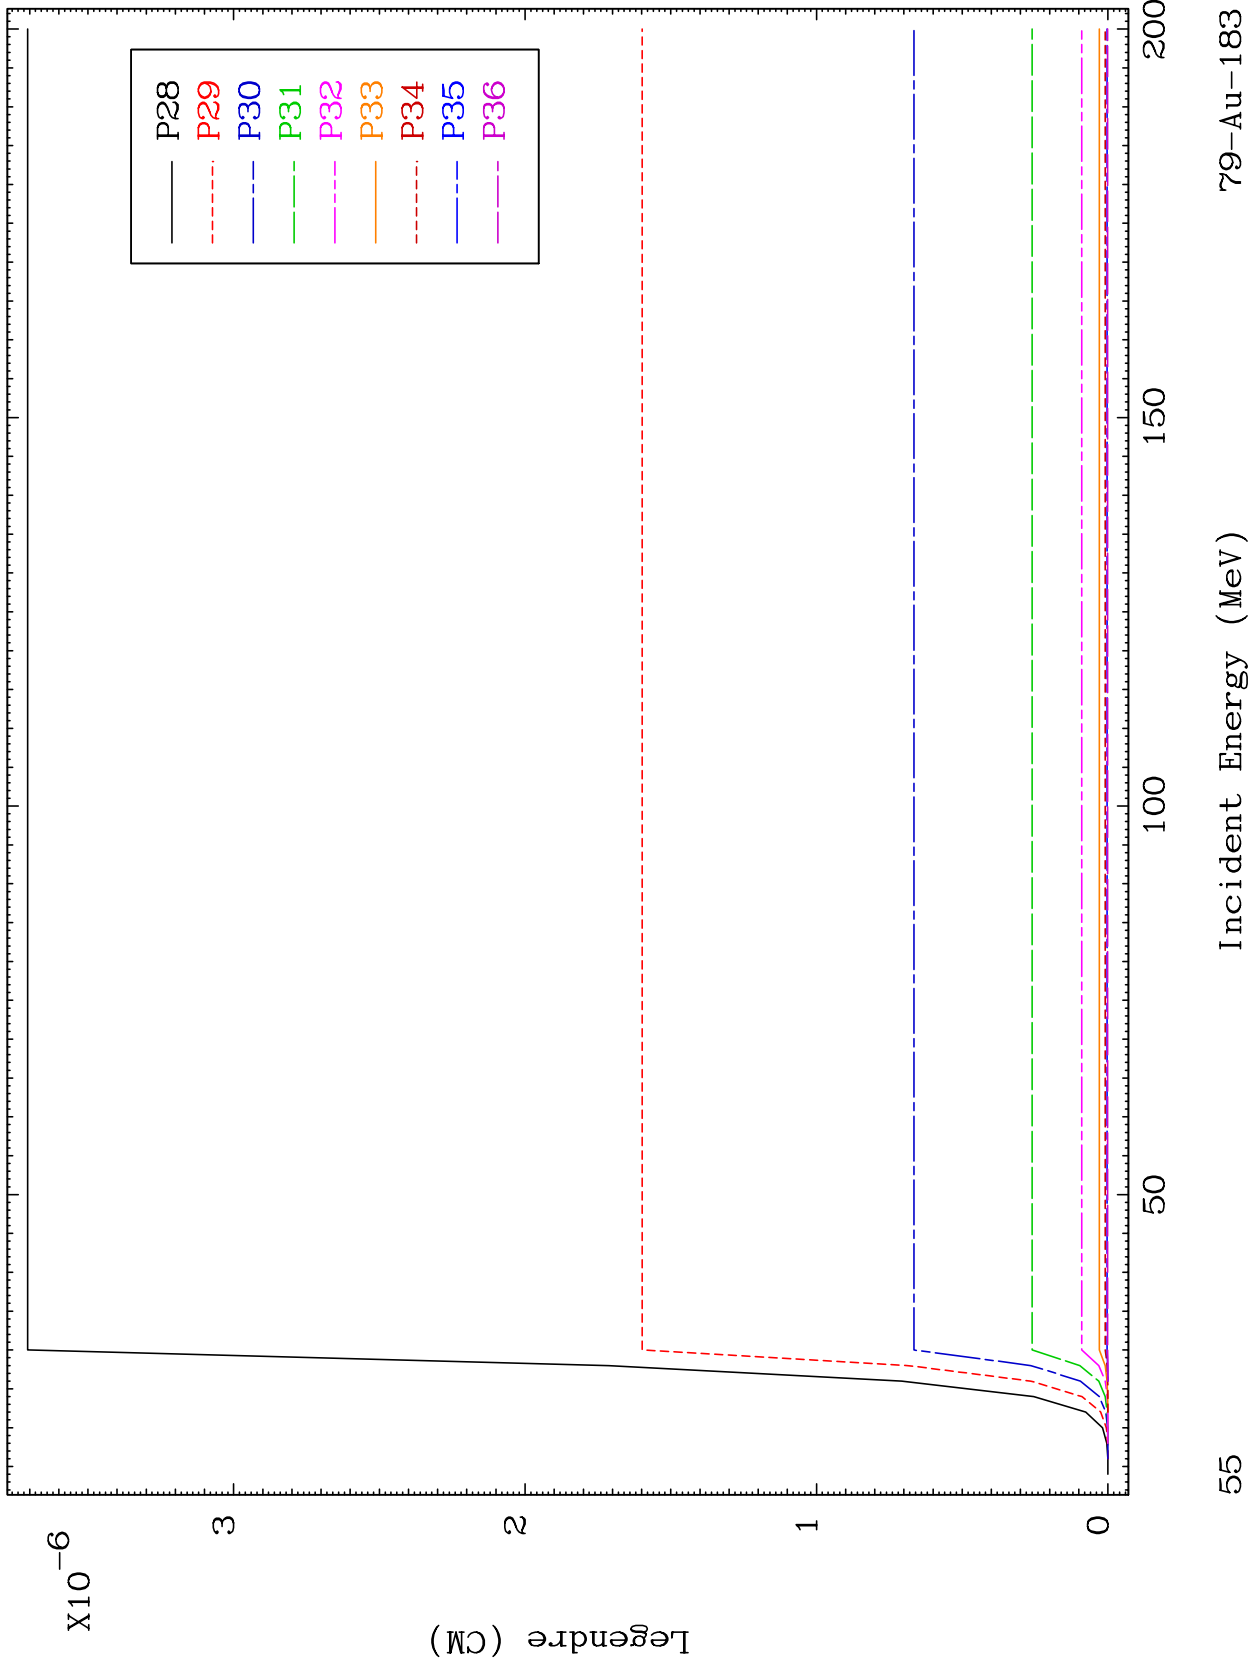 X10-6
Legendre (CM)
3
2
1
0
P28
P29
P30
P31
P32
P33
P34
P35
P36
50
100
150
200
Incident Energy (MeV)
55
79-Au-183